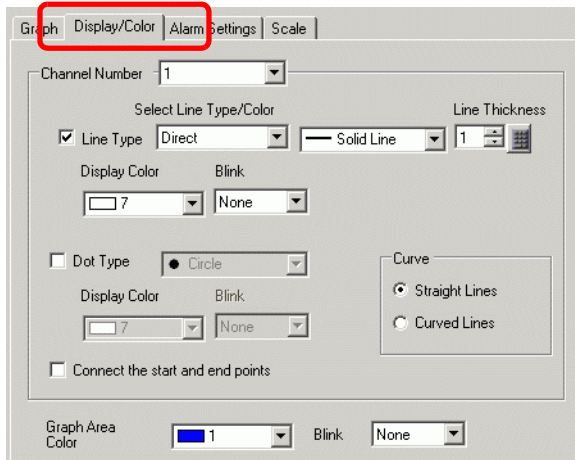 Graph Display/Color Alarm Settings Scale
Channel Number 1
Select Line Type/Color Line Thickness
Line Type Direct Solid Line 1
Display Color Blink
7 None
Dot Type Circle
Curve
Display Color Blink
Straight Lines
7 None
Curved Lines
Connect the start and end points
Graph Area
Color 1 Blink None